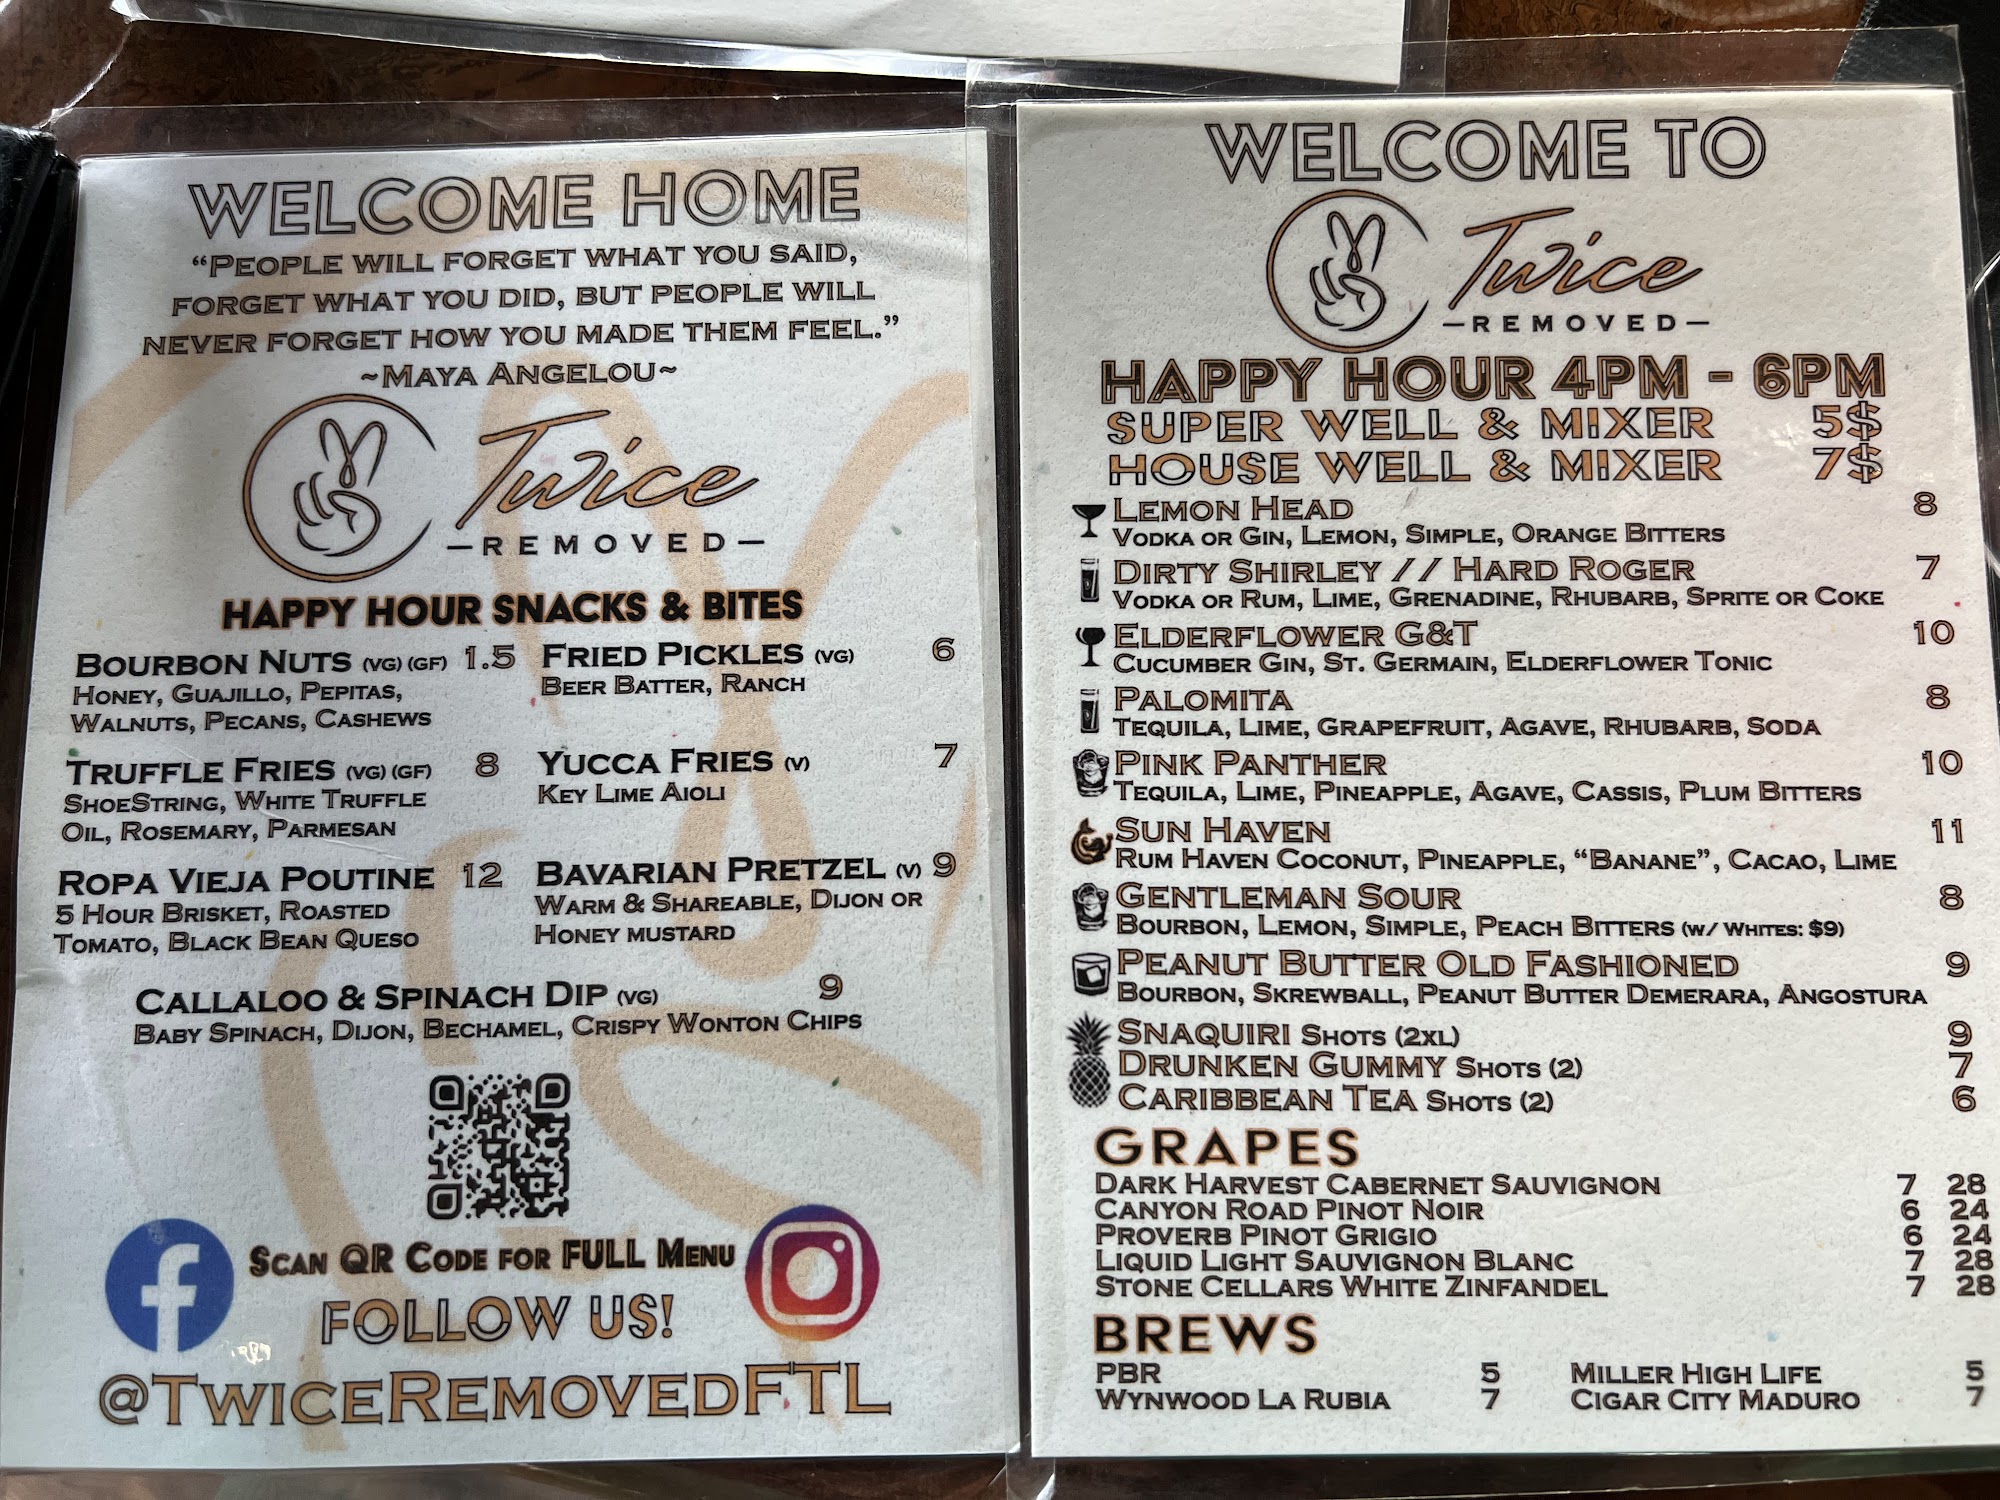 WELCOME HOME
"PEOPLE WILL FORGET WHAT YOU SAID,
FORGET WHAT YOU DID, BUT PEOPLE WILL
NEVER FORGET HOW YOU MADE THEM FEEL."
~MAYA ANGELOU~
Twice
-REMOVED-
HAPPY HOUR SNACKS & BITES
BOURBON NUTS (VG) (GF) 1.5
HONEY, GUAJILLO, PEPITAS,
WALNUTS, PECANS, CASHEWS
FRIED PICKLES (VG) 6
BEER BATTER, RANCH
TRUFFLE FRIES (VG) (GF) 8
SHOESTRING, WHITE TRUFFLE
OIL, ROSEMARY, PARMESAN
YUCCA FRIES (V) 7
KEY LIME AIOLI
ROPA VIEJA POUTINE 12
5 HOUR BRISKET, ROASTED
TOMATO, BLACK BEAN QUESO
BAVARIAN PRETZEL (V) 9
WARM & SHAREABLE, DIJON OR
HONEY MUSTARD
CALLALOO & SPINACH DIP (VG) 9
BABY SPINACH, DIJON, BECHAMEL, CRISPY WONTON CHIPS
SCAN QR CODE FOR FULL MENU
FOLLOW US!
@TWICEREMOVEDFTL
WELCOME TO
Twice
-REMOVED-
HAPPY HOUR 4PM - 6PM
SUPER WELL & MIXER 5$
HOUSE WELL & MIXER 7$
LEMON HEAD 8
VODKA OR GIN, LEMON, SIMPLE, ORANGE BITTERS
DIRTY SHIRLEY // HARD ROGER 7
VODKA OR RUM, LIME, GRENADINE, RHUBARB, SPRITE OR COKE
ELDERFLOWER G&T 10
CUCUMBER GIN, ST. GERMAIN, ELDERFLOWER TONIC
PALOMITA 8
TEQUILA, LIME, GRAPEFRUIT, AGAVE, RHUBARB, SODA
PINK PANTHER 10
TEQUILA, LIME, PINEAPPLE, AGAVE, CASSIS, PLUM BITTERS
SUN HAVEN 11
RUM HAVEN COCONUT, PINEAPPLE, "BANANE", CACAO, LIME
GENTLEMAN SOUR 8
BOURBON, LEMON, SIMPLE, PEACH BITTERS (W/ WHITES: $9)
PEANUT BUTTER OLD FASHIONED 9
BOURBON, SKREWBALL, PEANUT BUTTER DEMERARA, ANGOSTURA
SNAQUIRI SHOTS (2XL) 9
DRUNKEN GUMMY SHOTS (2) 7
CARIBBEAN TEA SHOTS (2) 6
GRAPES
DARK HARVEST CABERNET SAUVIGNON 7 28
CANYON ROAD PINOT NOIR 6 24
PROVERB PINOT GRIGIO 6 24
LIQUID LIGHT SAUVIGNON BLANC 7 28
STONE CELLARS WHITE ZINFANDEL 7 28
BREWS
PBR 5 MILLER HIGH LIFE 5
WYNWOOD LA RUBIA 7 CIGAR CITY MADURO 7